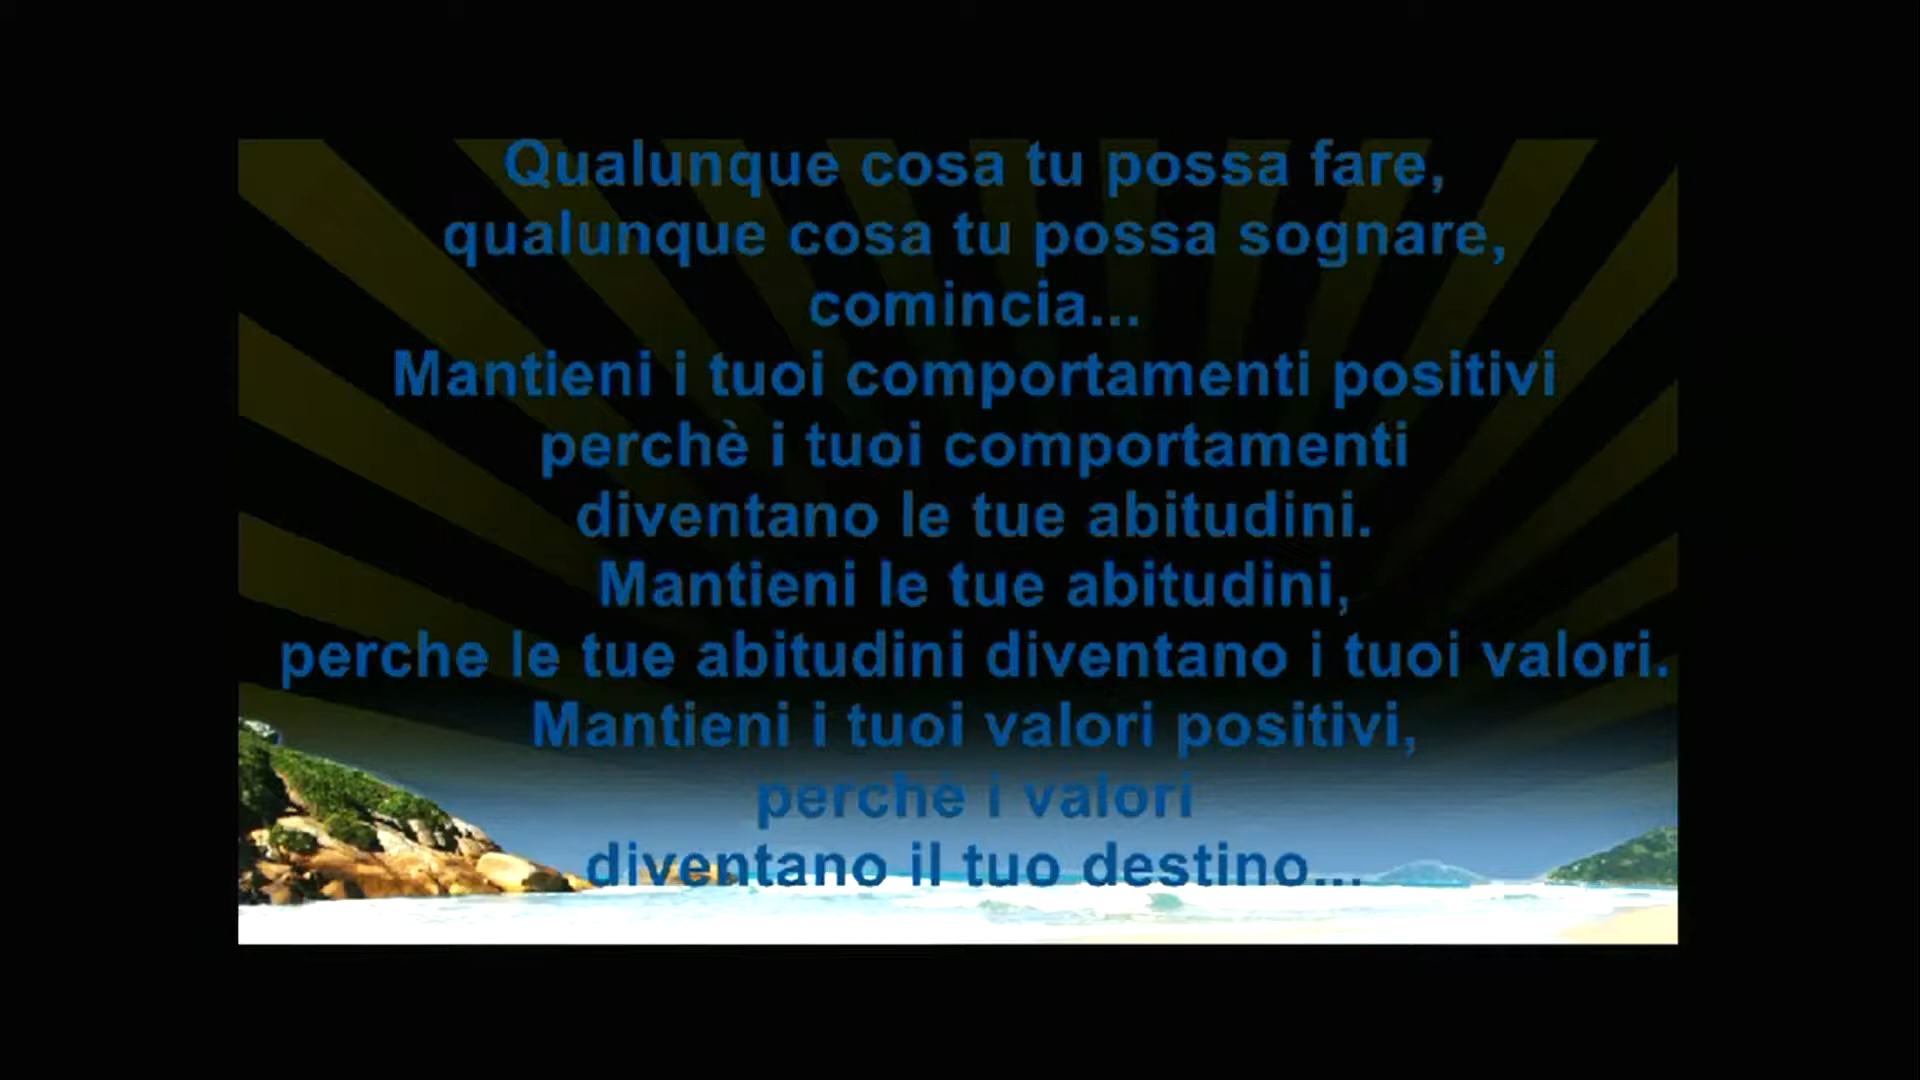 Qualunque cosa tu possa fare,
qualunque cosa tu possa sognare,
comincia...
Mantieni i tuoi comportamenti positivi
perchè i tuoi comportamenti
diventano le tue abitudini.
Mantieni le tue abitudini,
perche le tue abitudini diventano i tuoi valori.
Mantieni i tuoi valori positivi,
perchè i valori
diventano il tuo destino...